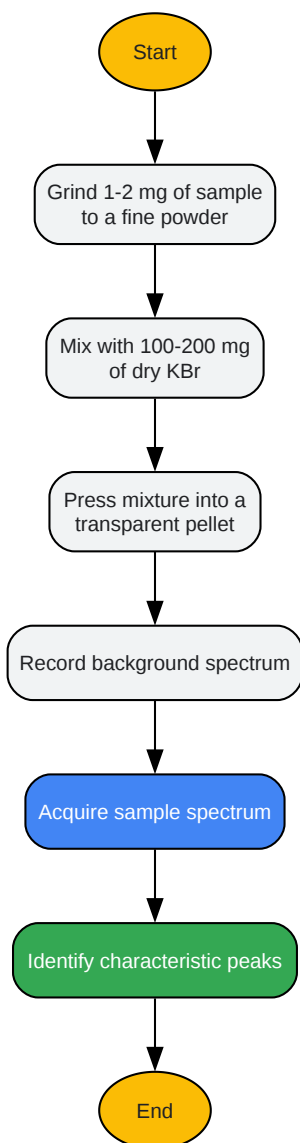 Start
Grind 1-2 mg of sample
to a fine powder
Mix with 100-200 mg
of dry KBr
Press mixture into a
transparent pellet
Record background spectrum
Acquire sample spectrum
Identify characteristic peaks
End